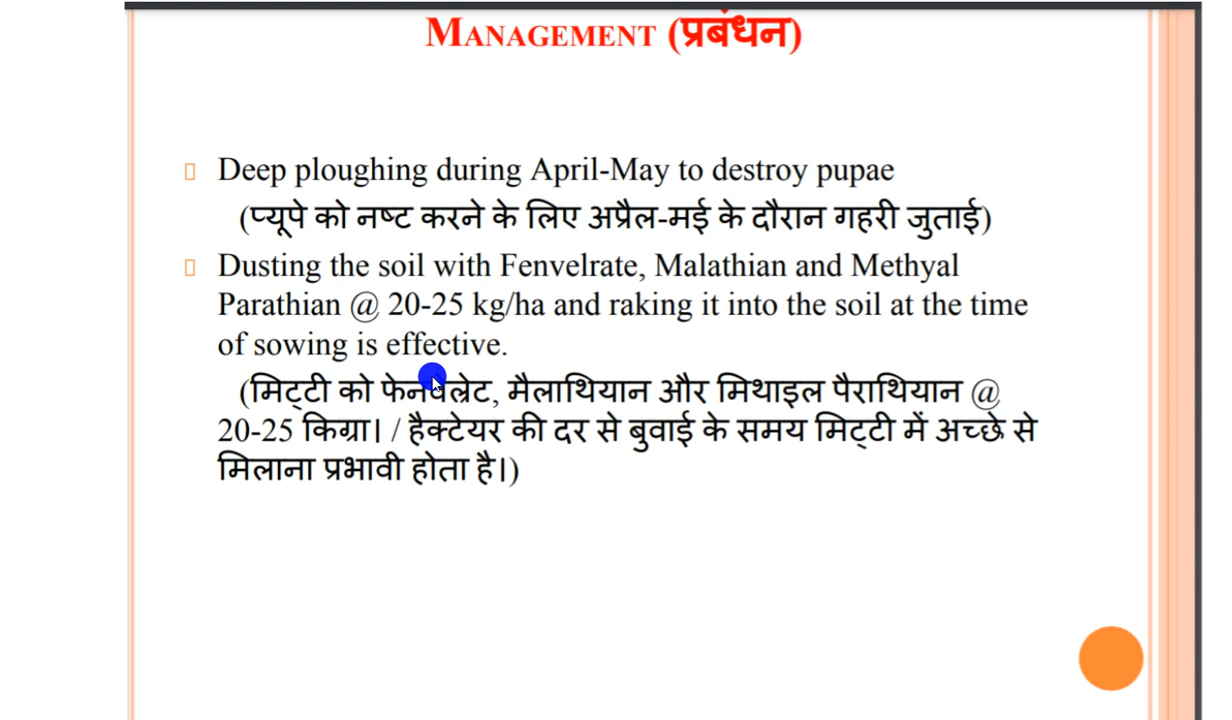 MANAGEMENT (प्रबंधन)
Deep ploughing during April-May to destroy pupae
(प्यूपे को नष्ट करने के लिए अप्रैल-मई के दौरान गहरी जुताई)
Dusting the soil with Fenvelrate, Malathian and Methyal
Parathian @ 20-25 kg/ha and raking it into the soil at the time
of sowing is effective.
(मिट्टी को फेनवेल्रेट, मैलाथियान और मिथाइल पैराथियान @
20-25 किग्रा। / हैक्टेयर की दर से बुवाई के समय मिट्टी में अच्छे से
मिलाना प्रभावी होता है।)